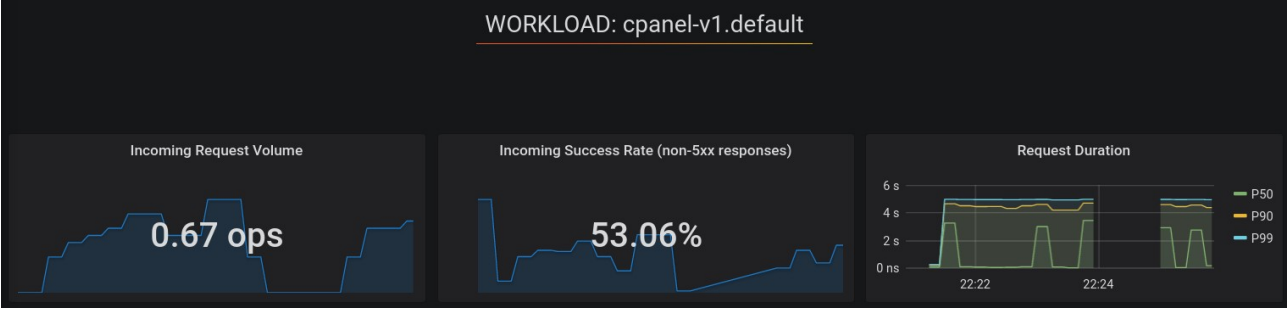 WORKLOAD: cpanel-v1.default
Incoming Request Volume
0.67 ops
Incoming Success Rate (non-5xx responses)
53.06%
Request Duration
6 s
4 s
2 s
0 ns
22:22
22:24
P50
P90
P99